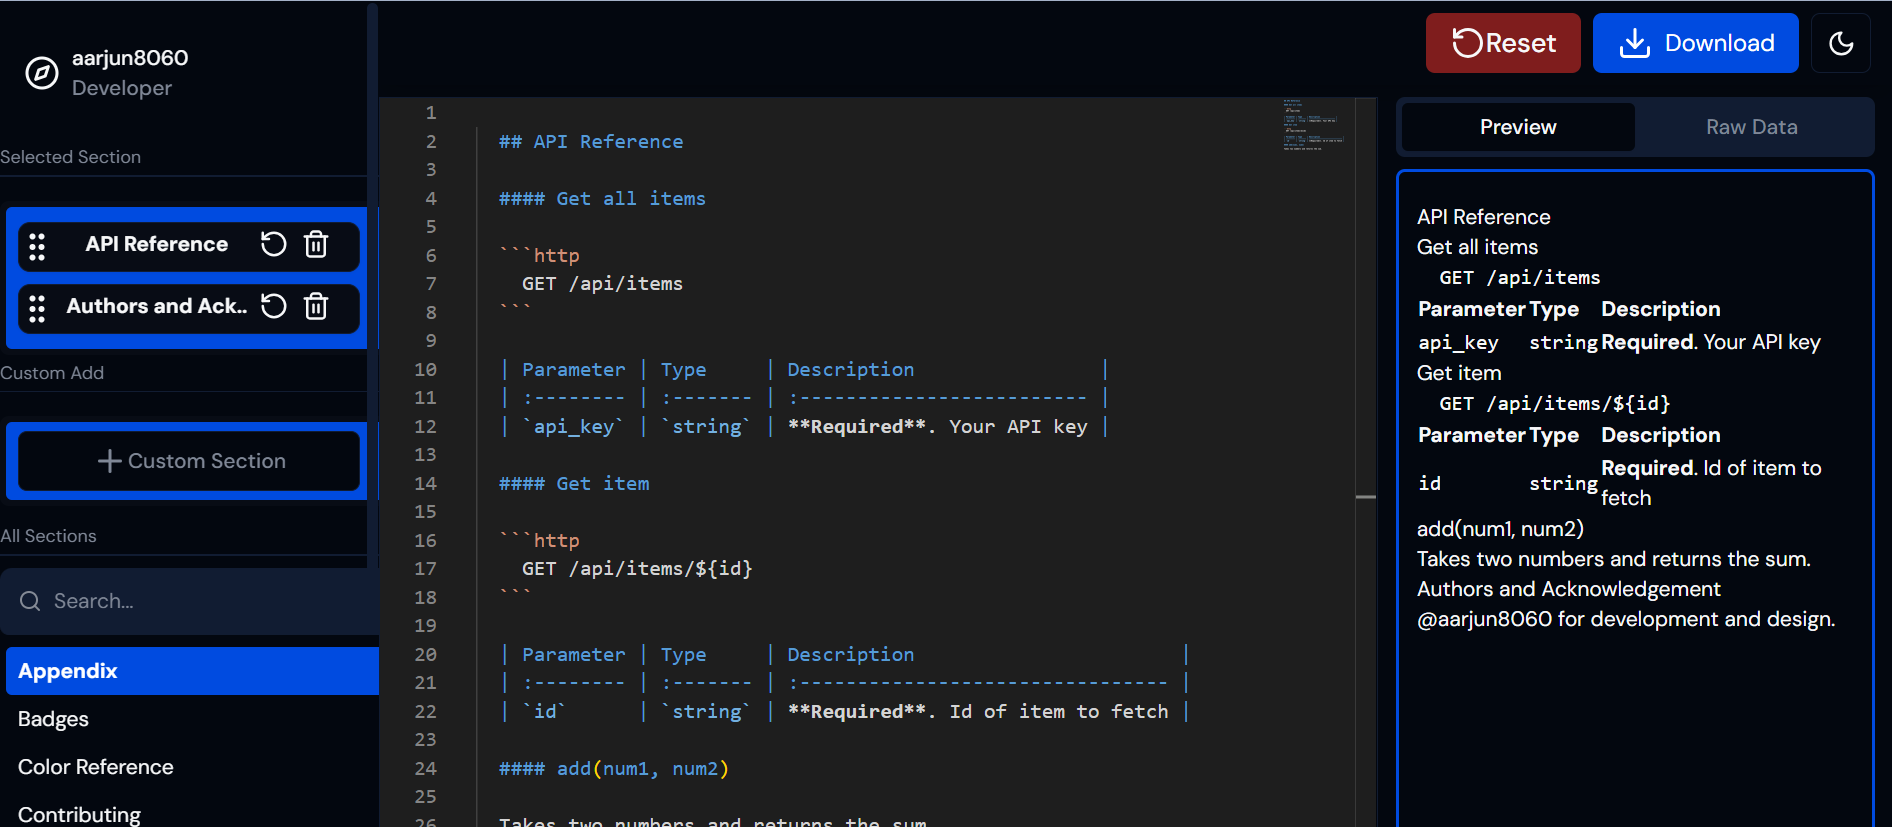 aarjun8060
Developer
Selected Section
API Reference
Authors and Ack..
Custom Add
Custom Section
All Sections
Search...
Appendix
Badges
Color Reference
Contributing
Reset
Download
1
2 ## API Reference
3
4 #### Get all items
5
6 ```http
7 GET /api/items
8 ```
9
10 | Parameter | Type | Description |
11 | :-------- | :------- | :------------------------- |
12 | `api_key` | `string` | **Required**. Your API key |
13
14 #### Get item
15
16 ```http
17 GET /api/items/${id}
18 ```
19
20 | Parameter | Type | Description |
21 | :-------- | :------- | :-------------------------------- |
22 | `id` | `string` | **Required**. Id of item to fetch |
23
24 #### add(num1, num2)
25
26 Takes two numbers and returns the sum.
Preview Raw Data
API Reference
Get all items
GET /api/items
Parameter Type Description
api_key string Required. Your API key
Get item
GET /api/items/${id}
Parameter Type Description
id string Required. Id of item to
fetch
add(num1, num2)
Takes two numbers and returns the sum.
Authors and Acknowledgement
@aarjun8060 for development and design.